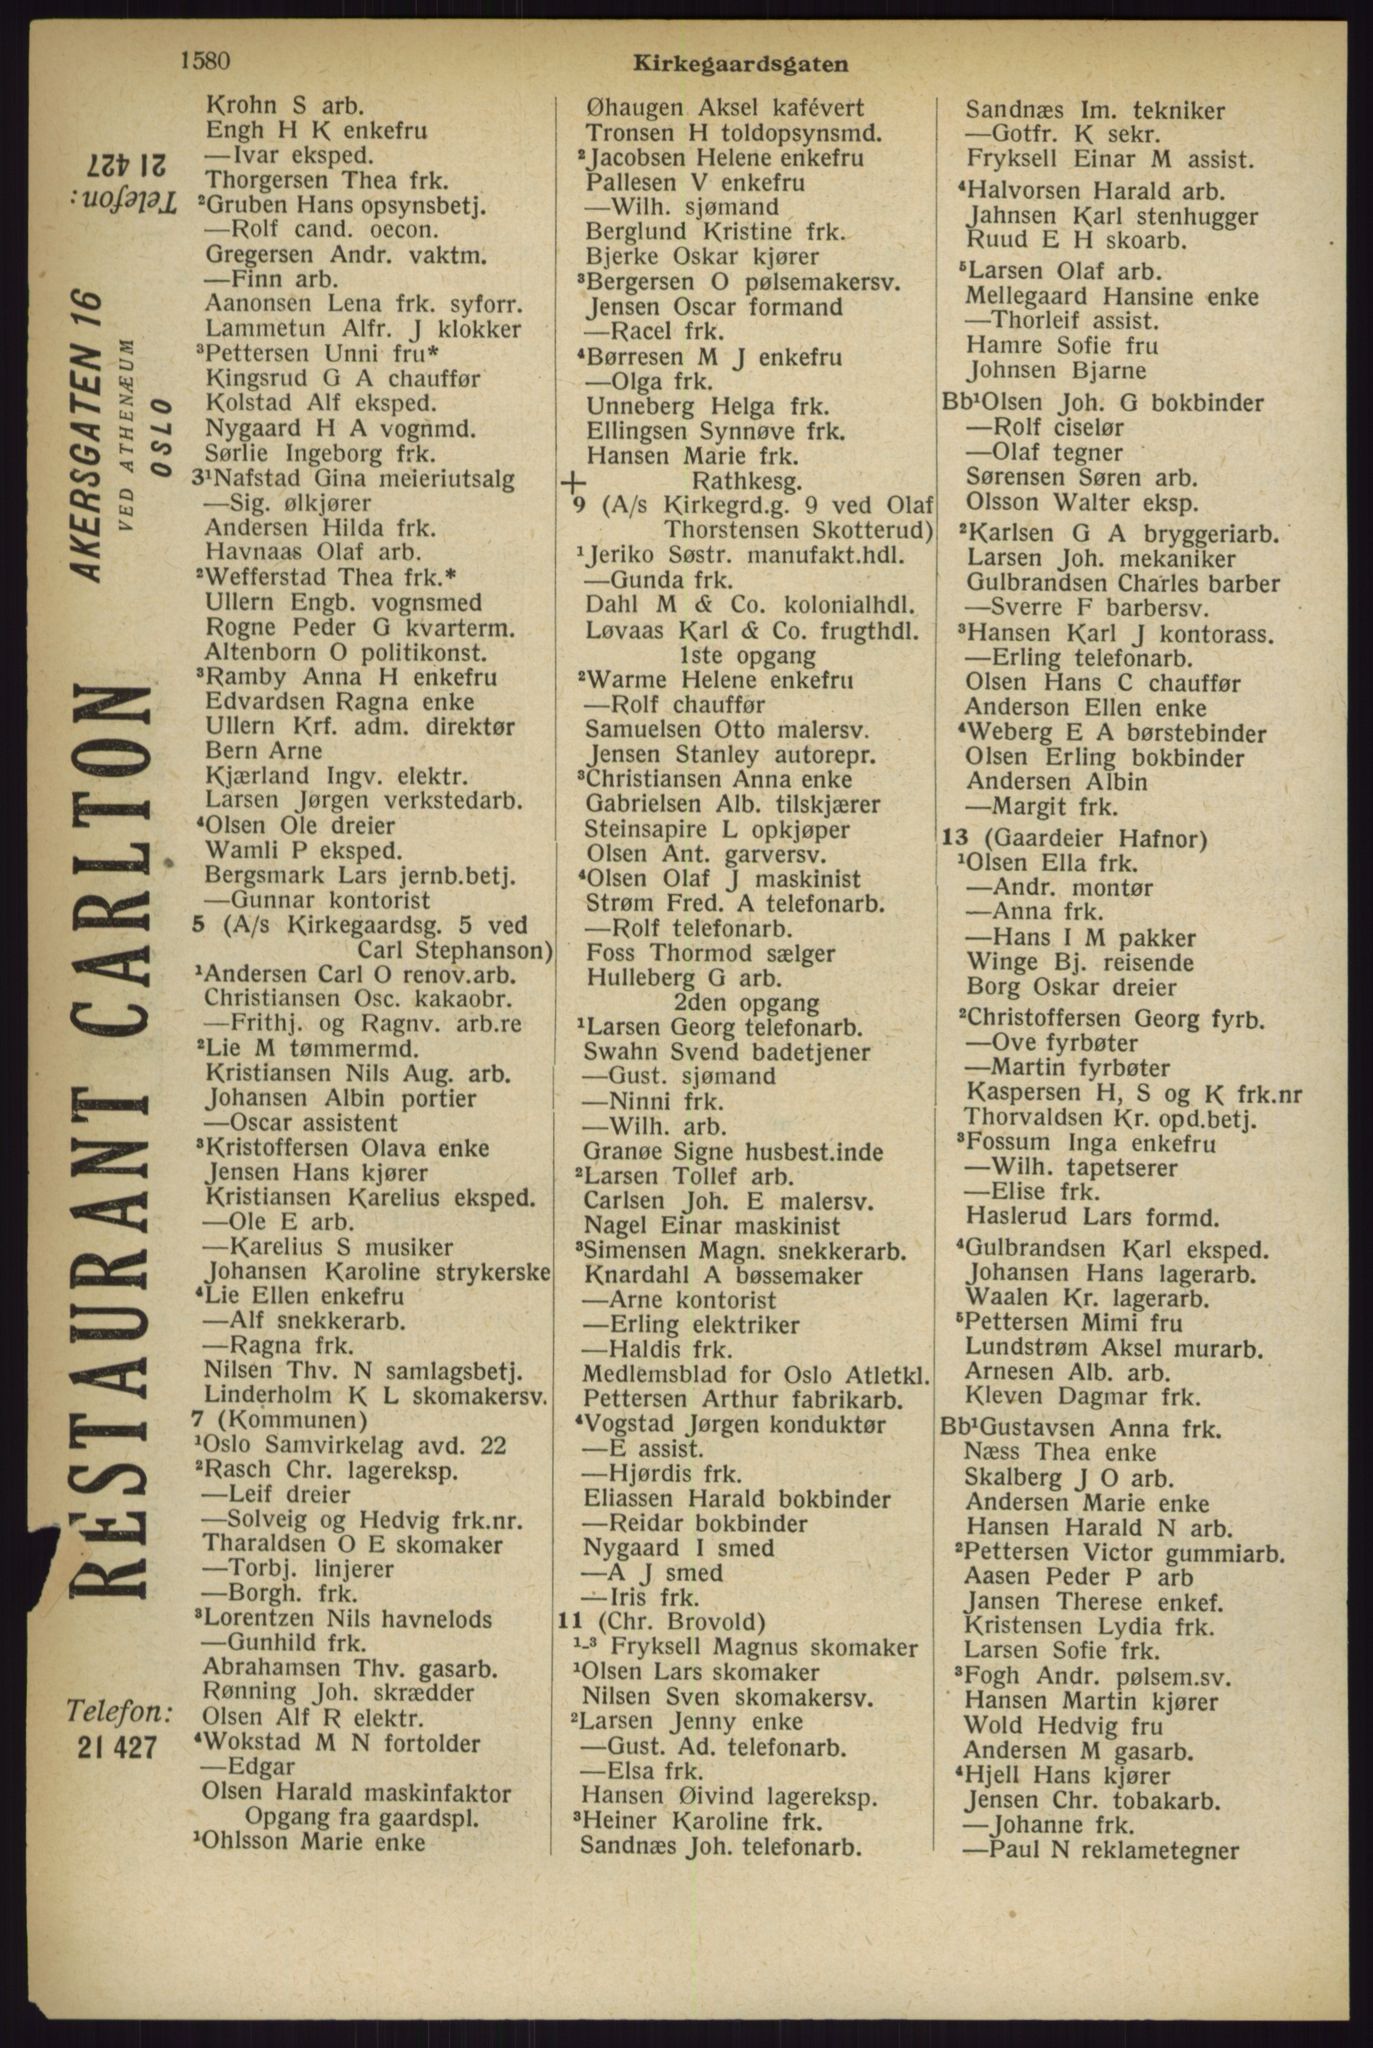 1580
Kirkegaardsgaten
Telefon:
21 427
AKERSGATEN 16
VED ATHENÆUM
OSLO
RESTAURANT CARLTON
Telefon:
21 427
Krohn S arb.
Engh H K enkefru
—Ivar eksped.
Thorgersen Thea frk.
²Gruben Hans opsynsbetj.
—Rolf cand. oecon.
Gregersen Andr. vaktm.
—Finn arb.
Aanonsen Lena frk. syforr.
Lammetun Alfr. J klokker
³Pettersen Unni fru*
Kingsrud G A chauffør
Kolstad Alf eksped.
Nygaard H A vognmd.
Sørlie Ingeborg frk.
3¹Nafstad Gina meieriutsalg
—Sig. ølkjører
Andersen Hilda frk.
Havnaas Olaf arb.
²Wefferstad Thea frk.*
Ullern Engb. vognsmed
Rogne Peder G kvarterm.
Altenborn O politikonst.
³Ramby Anna H enkefru
Edvardsen Ragna enke
Ullern Krf. adm. direktør
Bern Arne
Kjærland Ingv. elektr.
Larsen Jørgen verkstedarb.
⁴Olsen Ole dreier
Wamli P eksped.
Bergsmark Lars jernb.betj.
—Gunnar kontorist
5 (A/s Kirkegaardsg. 5 ved
Carl Stephanson)
¹Andersen Carl O renov.arb.
Christiansen Osc. kakaobr.
—Frithj. og Ragnv. arb.re
²Lie M tømmermd.
Kristiansen Nils Aug. arb.
Johansen Albin portier
—Oscar assistent
³Kristoffersen Olava enke
Jensen Hans kjører
Kristiansen Karelius eksped.
—Ole E arb.
—Karelius S musiker
Johansen Karoline strykerske
⁴Lie Ellen enkefru
—Alf snekkerarb.
—Ragna frk.
Nilsen Thv. N samlagsbetj.
Linderholm K L skomakersv.
7 (Kommunen)
¹Oslo Samvirkelag avd. 22
²Rasch Chr. lagereksp.
—Leif dreier
—Solveig og Hedvig frk.nr.
Tharaldsen O E skomaker
—Torbj. linjerer
—Borgh. frk.
³Lorentzen Nils havnelods
—Gunhild frk.
Abrahamsen Thv. gasarb.
Rønning Joh. skrædder
Olsen Alf R elektr.
⁴Wokstad M N fortolder
—Edgar
Olsen Harald maskinfaktor
Opgang fra gaardspl.
¹Ohlsson Marie enke
Øhaugen Aksel kafévert
Tronsen H toldopsynsmd.
²Jacobsen Helene enkefru
Pallesen V enkefru
—Wilh. sjømand
Berglund Kristine frk.
Bjerke Oskar kjører
³Bergersen O pølsemakersv.
Jensen Oscar formand
—Racel frk.
⁴Børresen M J enkefru
—Olga frk.
Unneberg Helga frk.
Ellingsen Synnøve frk.
Hansen Marie frk.
+ Rathkesg.
9 (A/s Kirkegrd.g. 9 ved Olaf
Thorstensen Skotterud)
¹Jeriko Søstr. manufakt.hdl.
—Gunda frk.
Dahl M & Co. kolonialhdl.
Løvaas Karl & Co. frugthdl.
1ste opgang
²Warme Helene enkefru
—Rolf chauffør
Samuelsen Otto malersv.
Jensen Stanley autorepr.
³Christiansen Anna enke
Gabrielsen Alb. tilskjærer
Steinsapire L opkjøper
Olsen Ant. garversv.
⁴Olsen Olaf J maskinist
Strøm Fred. A telefonarb.
—Rolf telefonarb.
Foss Thormod sælger
Hulleberg G arb.
2den opgang
¹Larsen Georg telefonarb.
Swahn Svend badetjener
—Gust. sjømand
—Ninni frk.
—Wilh. arb.
Granøe Signe husbest.inde
²Larsen Tollef arb.
Carlsen Joh. E malersv.
Nagel Einar maskinist
³Simensen Magn. snekkerarb.
Knardahl A bøssemaker
—Arne kontorist
—Erling elektriker
—Haldis frk.
Medlemsblad for Oslo Atletkl.
Pettersen Arthur fabrikarb.
⁴Vogstad Jørgen konduktør
—E assist.
—Hjørdis frk.
Eliassen Harald bokbinder
—Reidar bokbinder
Nygaard I smed
—A J smed
—Iris frk.
11 (Chr. Brovold)
¹-³ Fryksell Magnus skomaker
¹Olsen Lars skomaker
Nilsen Sven skomakersv.
²Larsen Jenny enke
—Gust. Ad. telefonarb.
—Elsa frk.
Hansen Øivind lagereksp.
³Heiner Karoline frk.
Sandnæs Joh. telefonarb.
Sandnæs Im. tekniker
—Gotfr. K sekr.
Fryksell Einar M assist.
⁴Halvorsen Harald arb.
Jahnsen Karl stenhugger
Ruud E H skoarb.
⁵Larsen Olaf arb.
Mellegaard Hansine enke
—Thorleif assist.
Hamre Sofie fru
Johnsen Bjarne
Bb¹Olsen Joh. G bokbinder
—Rolf ciselør
—Olaf tegner
Sørensen Søren arb.
Olsson Walter eksp.
²Karlsen G A bryggeriarb.
Larsen Joh. mekaniker
Gulbrandsen Charles barber
—Sverre F barbersv.
³Hansen Karl J kontorass.
—Erling telefonarb.
Olsen Hans C chauffør
Anderson Ellen enke
⁴Weberg E A børstebinder
Olsen Erling bokbinder
Andersen Albin
—Margit frk.
13 (Gaardeier Hafnor)
¹Olsen Ella frk.
—Andr. montør
—Anna frk.
—Hans I M pakker
Winge Bj. reisende
Borg Oskar dreier
²Christoffersen Georg fyrb.
—Ove fyrbøter
—Martin fyrbøter
Kaspersen H, S og K frk.nr
Thorvaldsen Kr. opd.betj.
³Fossum Inga enkefru
—Wilh. tapetserer
—Elise frk.
Haslerud Lars formd.
⁴Gulbrandsen Karl eksped.
Johansen Hans lagerarb.
Waalen Kr. lagerarb.
⁵Pettersen Mimi fru
Lundstrøm Aksel murarb.
Arnesen Alb. arb.
Kleven Dagmar frk.
Bb¹Gustavsen Anna frk.
Næss Thea enke
Skalberg J O arb.
Andersen Marie enke
Hansen Harald N arb.
²Pettersen Victor gummiarb.
Aasen Peder P arb
Jansen Therese enkef.
Kristensen Lydia frk.
Larsen Sofie frk.
³Fogh Andr. pølsem.sv.
Hansen Martin kjører
Wold Hedvig fru
Andersen M gasarb.
⁴Hjell Hans kjører
Jensen Chr. tobakarb.
—Johanne frk.
—Paul N reklametegner